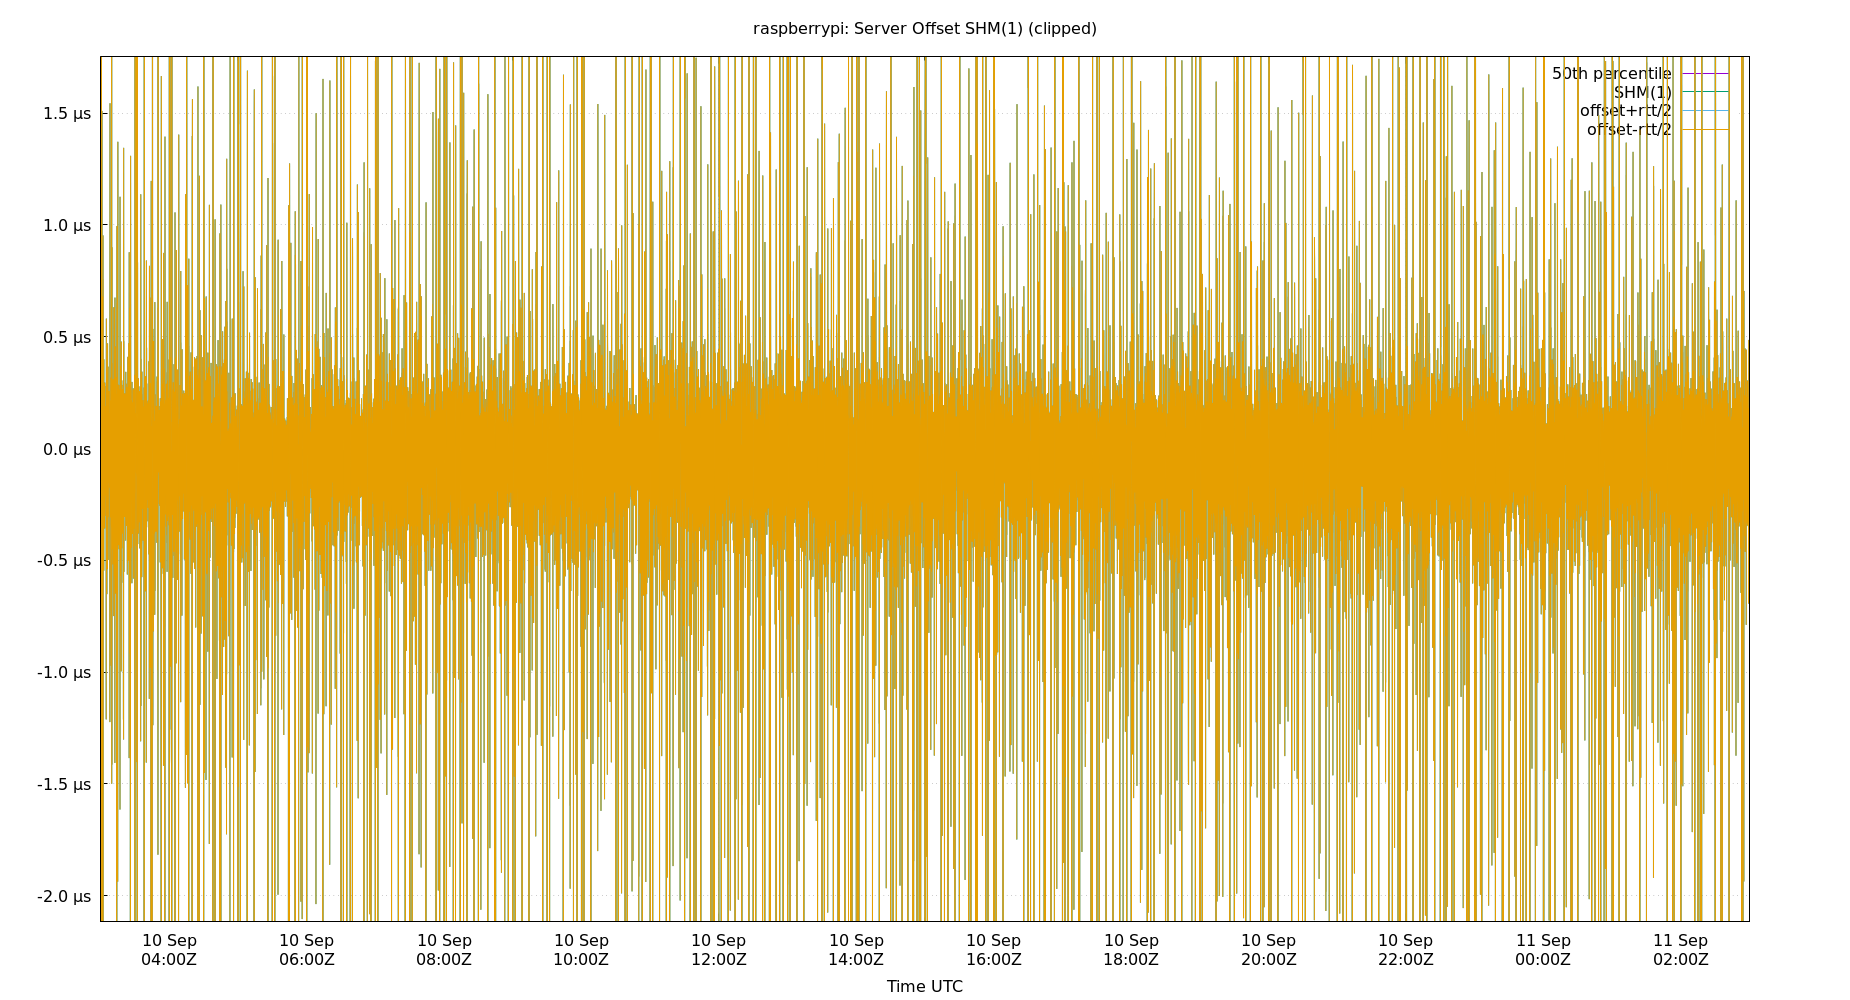 raspberrypi: Server Offset SHM(1) (clipped)
50th percentile
SHM(1)
offset+rtt/2
offset-rtt/2
1.5 µs
1.0 µs
0.5 µs
0.0 µs
-0.5 µs
-1.0 µs
-1.5 µs
-2.0 µs
10 Sep 10 Sep 10 Sep 10 Sep 10 Sep 10 Sep 10 Sep 10 Sep 10 Sep 10 Sep 11 Sep 11 Sep
04:00Z 06:00Z 08:00Z 10:00Z 12:00Z 14:00Z 16:00Z 18:00Z 20:00Z 22:00Z 00:00Z 02:00Z
Time UTC